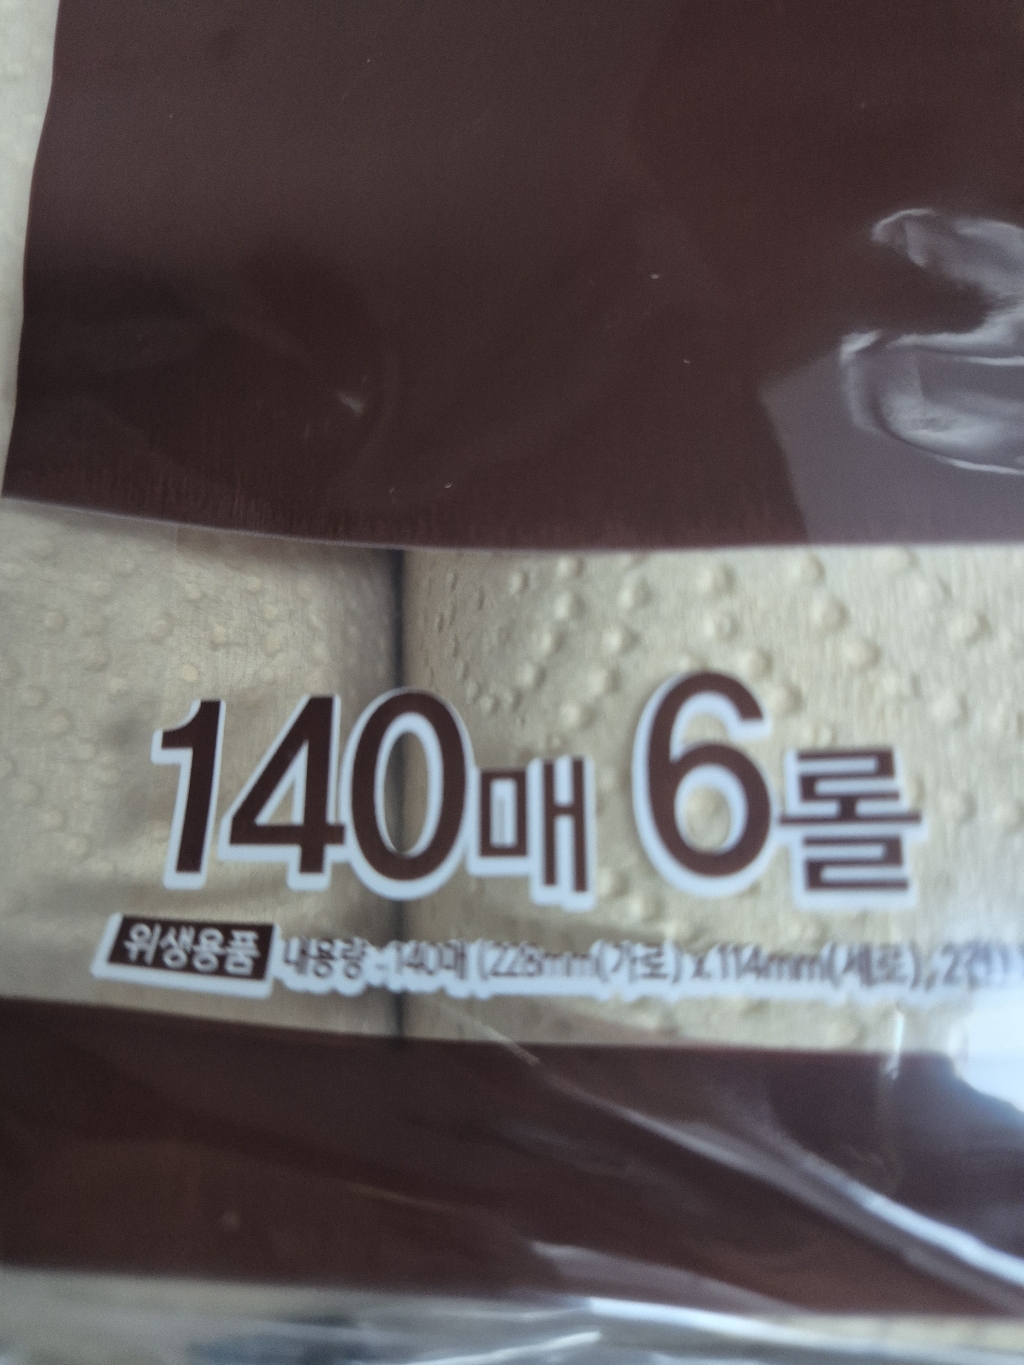 140매 6롤
위생용품 내용량 : 140매 (228mm(가로) x 114mm(세로), 2겹)